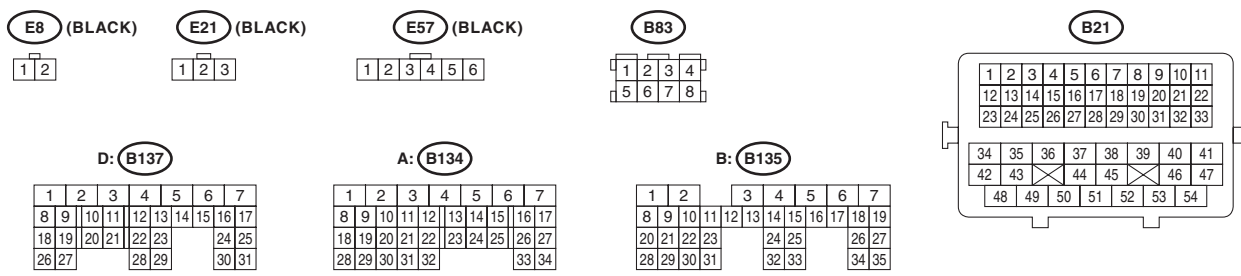 E8 (BLACK)
1 2
E21 (BLACK)
1 2 3
E57 (BLACK)
1 2 3 4 5 6
B83
1 2 3 4
5 6 7 8
B21
1 2 3 4 5 6 7 8 9 10 11
12 13 14 15 16 17 18 19 20 21 22
23 24 25 26 27 28 29 30 31 32 33
34 35 36 37 38 39 40 41
42 43 44 45 46 47
48 49 50 51 52 53 54
D: B137
1 2 3 4 5 6 7
8 9 10 11 12 13 14 15 16 17
18 19 20 21 22 23 24 25
26 27 28 29 30 31
A: B134
1 2 3 4 5 6 7
8 9 10 11 12 13 14 15 16 17
18 19 20 21 22 23 24 25 26 27
28 29 30 31 32 33 34
B: B135
1 2 3 4 5 6 7
8 9 10 11 12 13 14 15 16 17 18 19
20 21 22 23 24 25 26 27
28 29 30 31 32 33 34 35